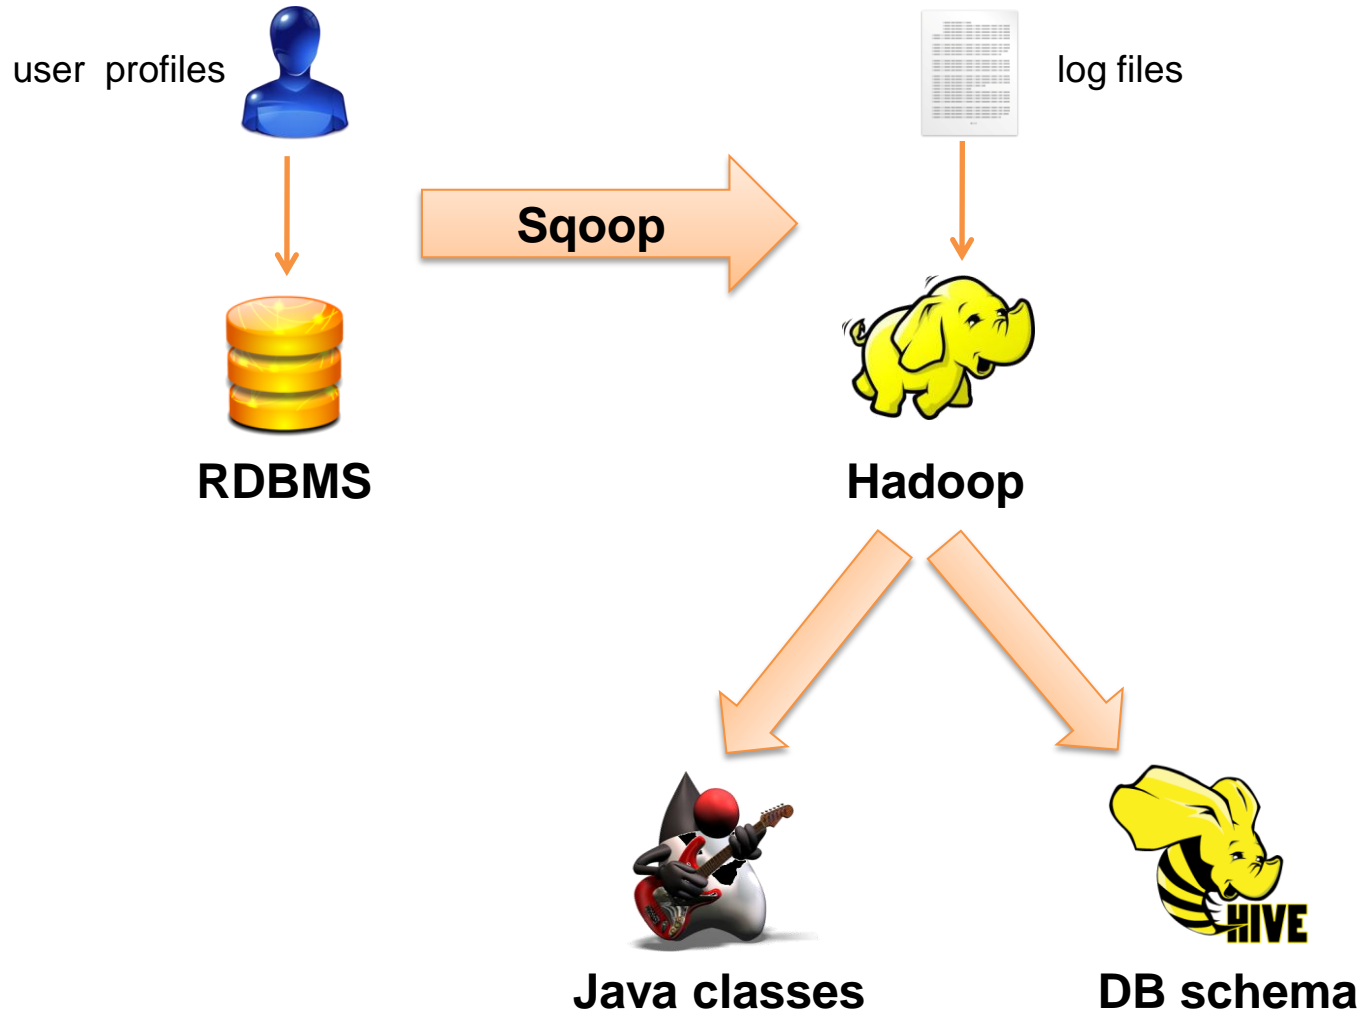 user profiles
log files
Sqoop
RDBMS
Hadoop
HIVE
Java classes
DB schema